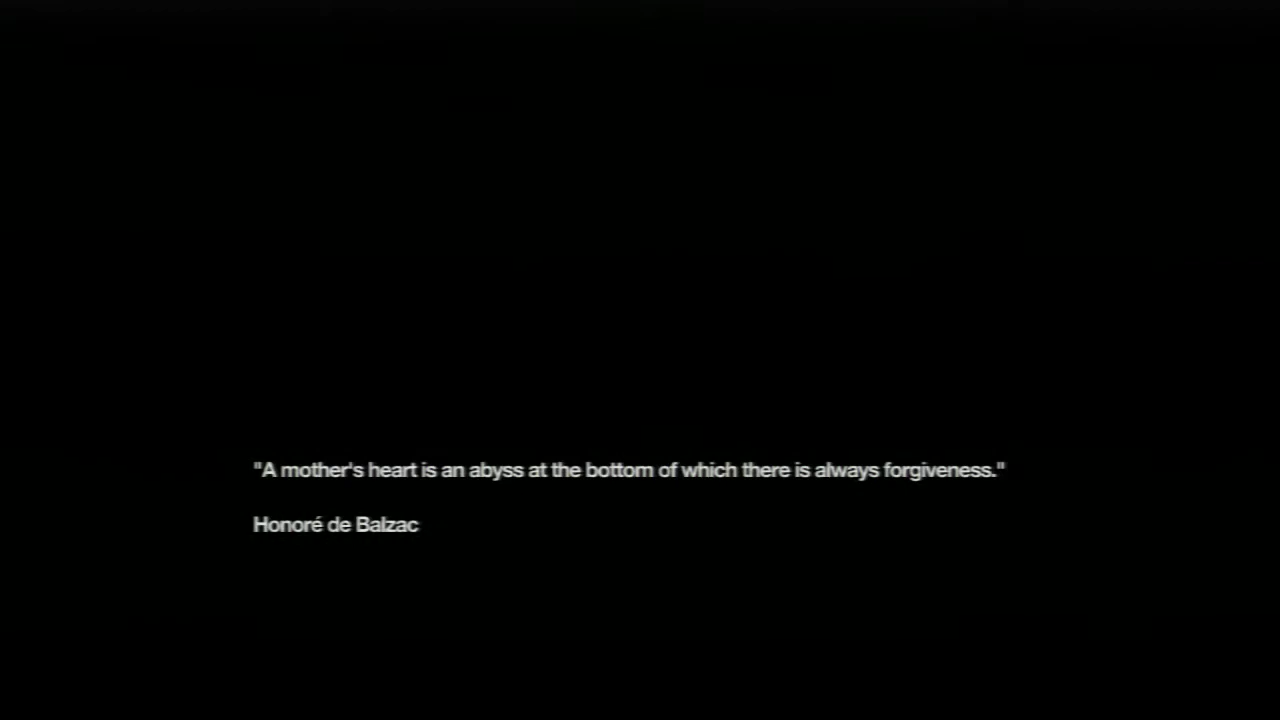 "A mother's heart is an abyss at the bottom of which there is always forgiveness."
Honoré de Balzac